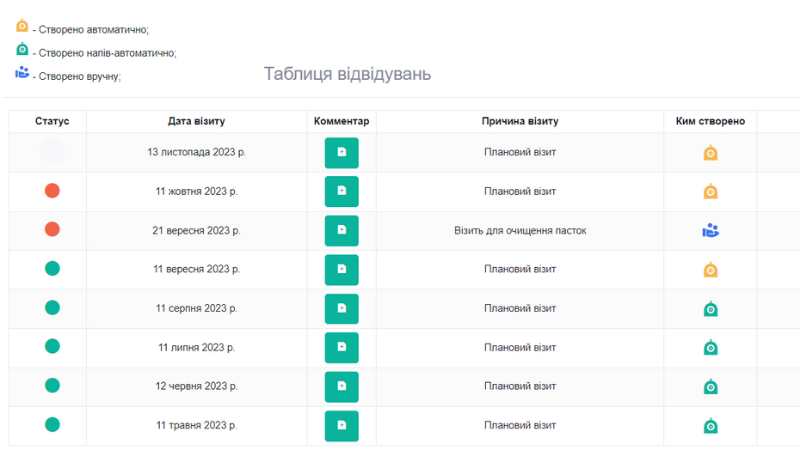 - Створено автоматично;
- Створено напів-автоматично;
- Створено вручну;
Таблиця відвідувань
Статус Дата візиту Комментар Причина візиту Ким створено
13 листопада 2023 р. Плановий візит
11 жовтня 2023 р. Плановий візит
21 вересня 2023 р. Візить для очищення пасток
11 вересня 2023 р. Плановий візит
11 серпня 2023 р. Плановий візит
11 липня 2023 р. Плановий візит
12 червня 2023 р. Плановий візит
11 травня 2023 р. Плановий візит